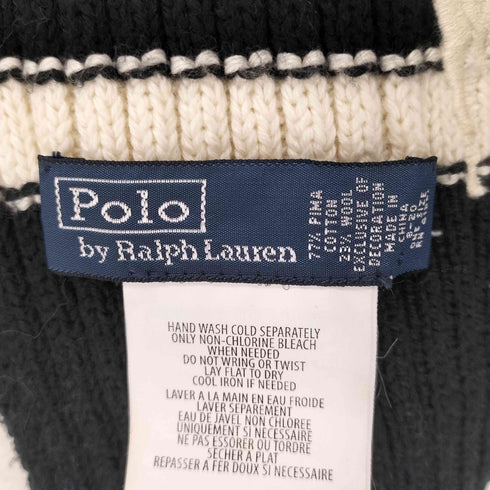 Polo
by Ralph Lauren
77% PIMA
COTTON
23% WOOL
EXCLUSIVE OF
DECORATION
MADE IN
CHINA
8-20
HAND WASH COLD SEPARATELY
ONLY NON-CHLORINE BLEACH
WHEN NEEDED
DO NOT WRING OR TWIST
LAY FLAT TO DRY
COOL IRON IF NEEDED
LAVER A LA MAIN EN EAU FROIDE
LAVER SEPAREMENT
EAU DE JAVEL NON CHLOREE
UNIQUEMENT SI NECESSAIRE
NE PAS ESSORER OU TORDRE
SECHER A PLAT
REPASSER A FER DOUX SI NECESSAIRE